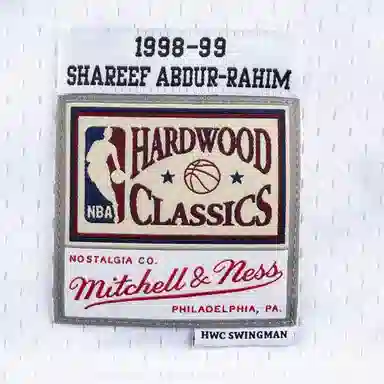 1998-99
SHAREEF ABDUR-RAHIM
HARDWOOD
NBA
CLASSICS
NOSTALGIA CO.
Mitchell & Ness
PHILADELPHIA, PA.
HWC SWINGMAN